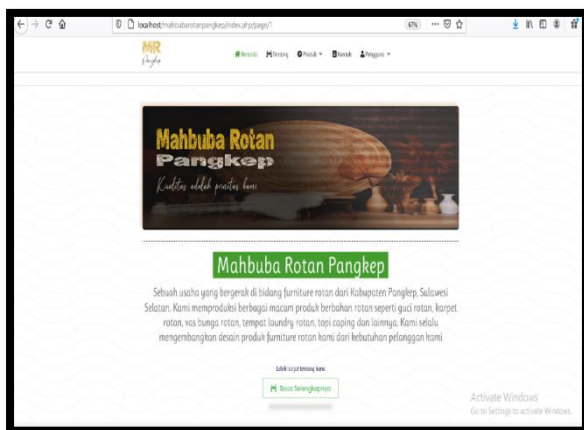 localhost/mahbubarotanpangkep/index.php/pages/1
67%
MR
Pangkep
Beranda Tentang Produk Kontak Pengguna
Mahbuba Rotan
Pangkep
Kualitas adalah prioritas kami
Mahbuba Rotan Pangkep
Sebuah usaha yang bergerak di bidang furniture rotan dari Kabupaten Pangkep, Sulawesi
Selatan. Kami memproduksi berbagai macam produk berbahan rotan seperti guci rotan, karpet
rotan, vas bunga rotan, tempat laundry rotan, topi caping dan lainnya. Kami selalu
mengembangkan desain produk furniture rotan kami dari kebutuhan pelanggan kami
Lebih lanjut tentang kami
Baca Selengkapnya
Activate Windows
Go to Settings to activate Windows.